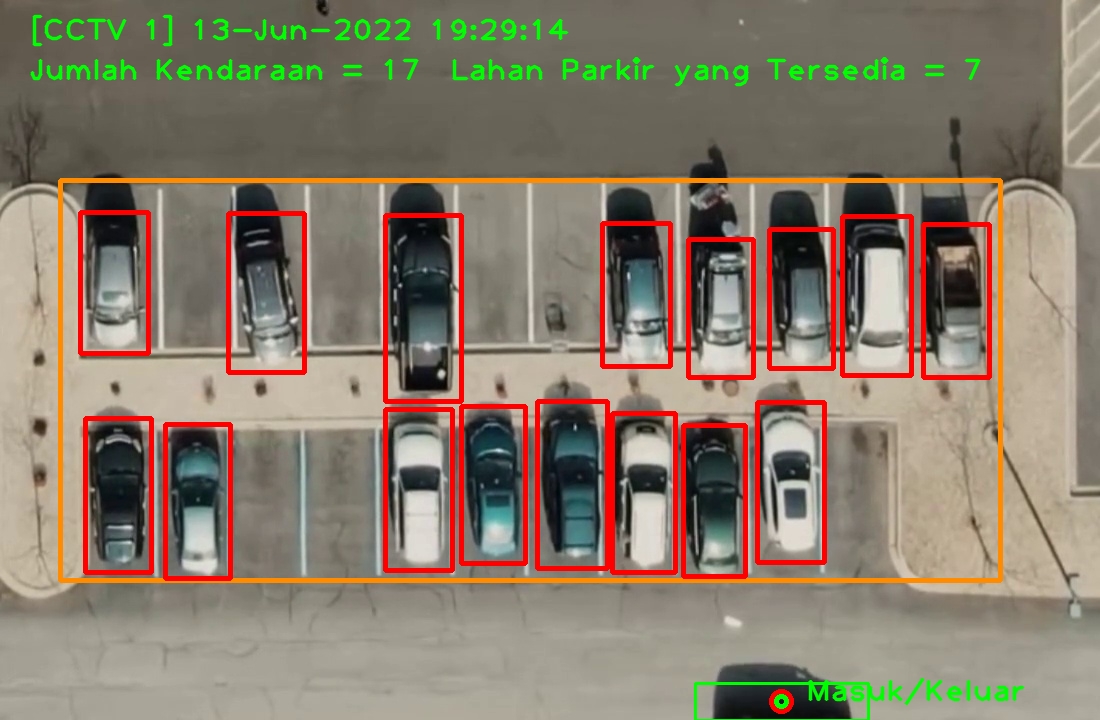 [CCTV 1] 13-Jun-2022 19:29:14
Jumlah Kendaraan = 17 Lahan Parkir yang Tersedia = 7
Masuk/Keluar